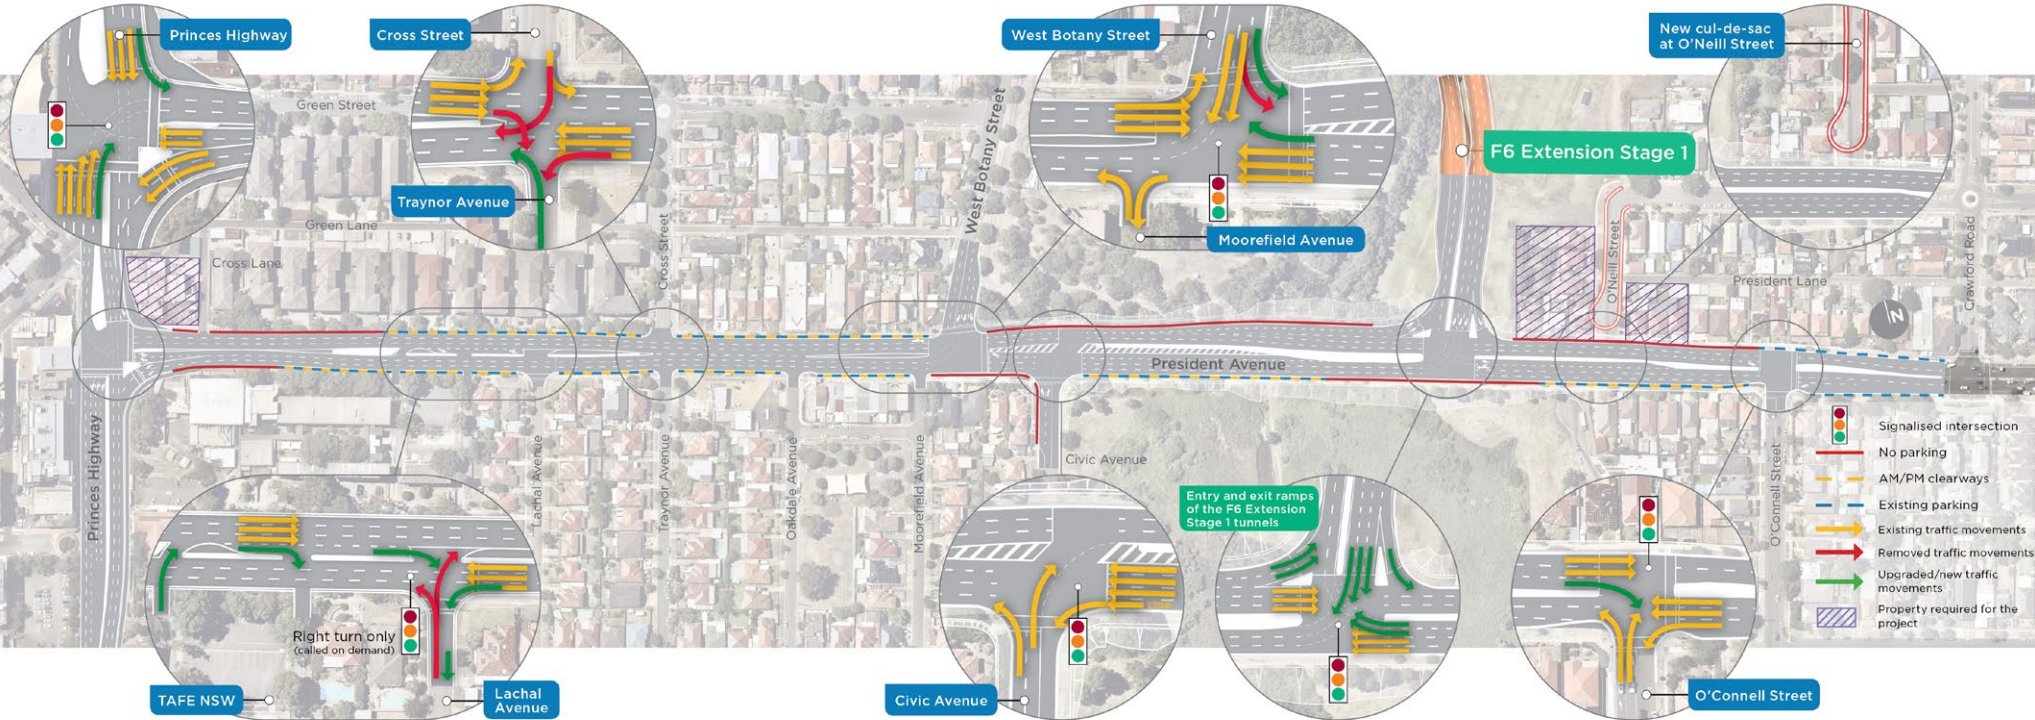 Princes Highway
Cross Street
West Botany Street
New cul-de-sac
at O'Neill Street
Green Street
Traynor Avenue
West Botany Street
Moorefield Avenue
F6 Extension Stage 1
Green Lane
Cross Lane
Cross Street
O'Neill Street
President Lane
Crawford Road
N
President Avenue
Princes Highway
Lachal Avenue
Traynor Avenue
Oakdale Avenue
Moorefield Avenue
Civic Avenue
O'Connell Street
Entry and exit ramps
of the F6 Extension
Stage 1 tunnels
Right turn only
(called on demand)
TAFE NSW
Lachal
Avenue
Civic Avenue
O'Connell Street
Signalised intersection
No parking
AM/PM clearways
Existing parking
Existing traffic movements
Removed traffic movements
Upgraded/new traffic
movements
Property required for the
project